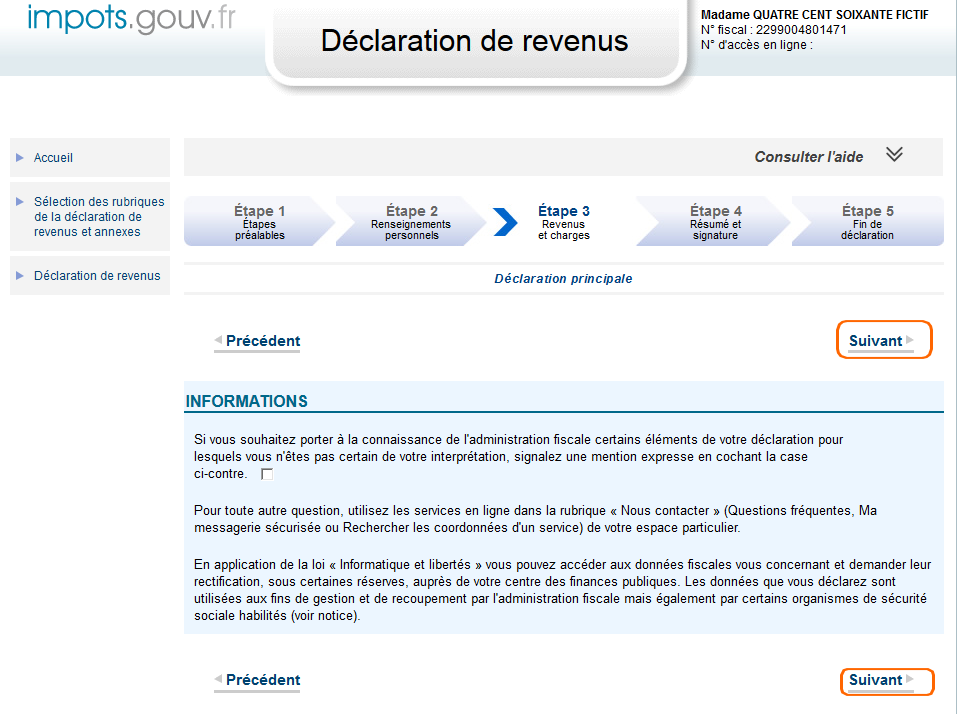 impots.gouv.fr
Déclaration de revenus
Madame QUATRE CENT SOIXANTE FICTIF
N° fiscal : 2299004801471
N° d'accès en ligne :
Accueil
Sélection des rubriques
de la déclaration de
revenus et annexes
Déclaration de revenus
Consulter l'aide
Étape 1
Étapes
préalables
Étape 2
Renseignements
personnels
Étape 3
Revenus
et charges
Étape 4
Résumé et
signature
Étape 5
Fin de
déclaration
Déclaration principale
Précédent
Suivant
INFORMATIONS
Si vous souhaitez porter à la connaissance de l'administration fiscale certains éléments de votre déclaration pour
lesquels vous n'êtes pas certain de votre interprétation, signalez une mention expresse en cochant la case
ci-contre.
Pour toute autre question, utilisez les services en ligne dans la rubrique « Nous contacter » (Questions fréquentes, Ma
messagerie sécurisée ou Rechercher les coordonnées d'un service) de votre espace particulier.
En application de la loi « Informatique et libertés » vous pouvez accéder aux données fiscales vous concernant et demander leur
rectification, sous certaines réserves, auprès de votre centre des finances publiques. Les données que vous déclarez sont
utilisées aux fins de gestion et de recoupement par l'administration fiscale mais également par certains organismes de sécurité
sociale habilités (voir notice).
Précédent
Suivant